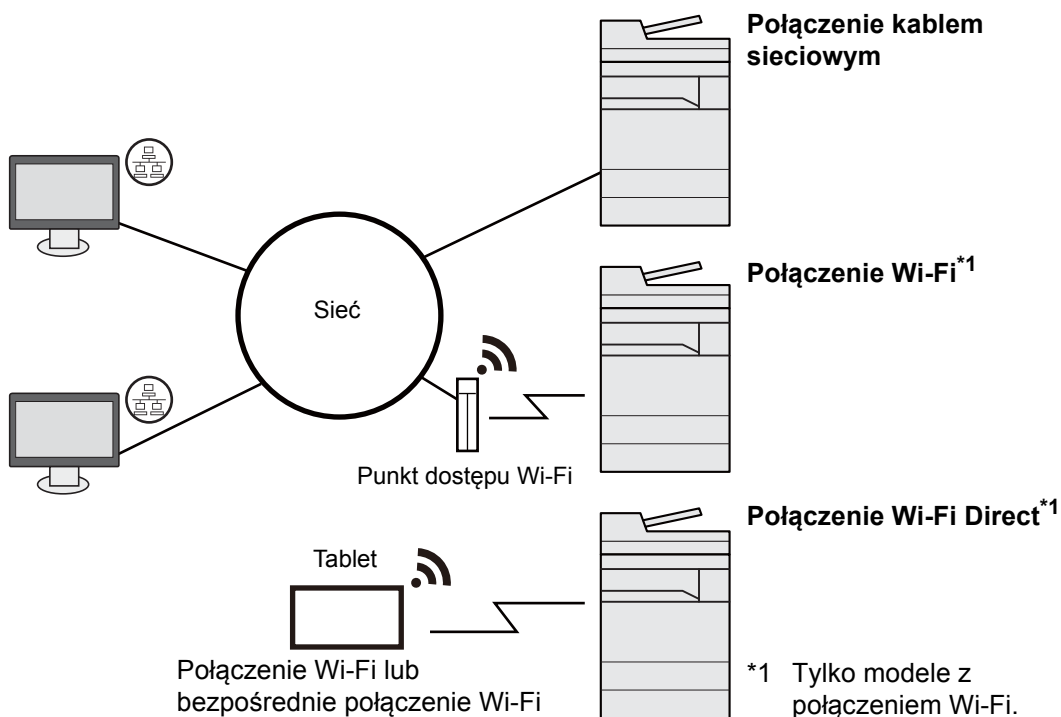 Połączenie kablem
sieciowym
Sieć
Połączenie Wi-Fi*1
Punkt dostępu Wi-Fi
Połączenie Wi-Fi Direct*1
Tablet
Połączenie Wi-Fi lub
bezpośrednie połączenie Wi-Fi
*1 Tylko modele z
połączeniem Wi-Fi.